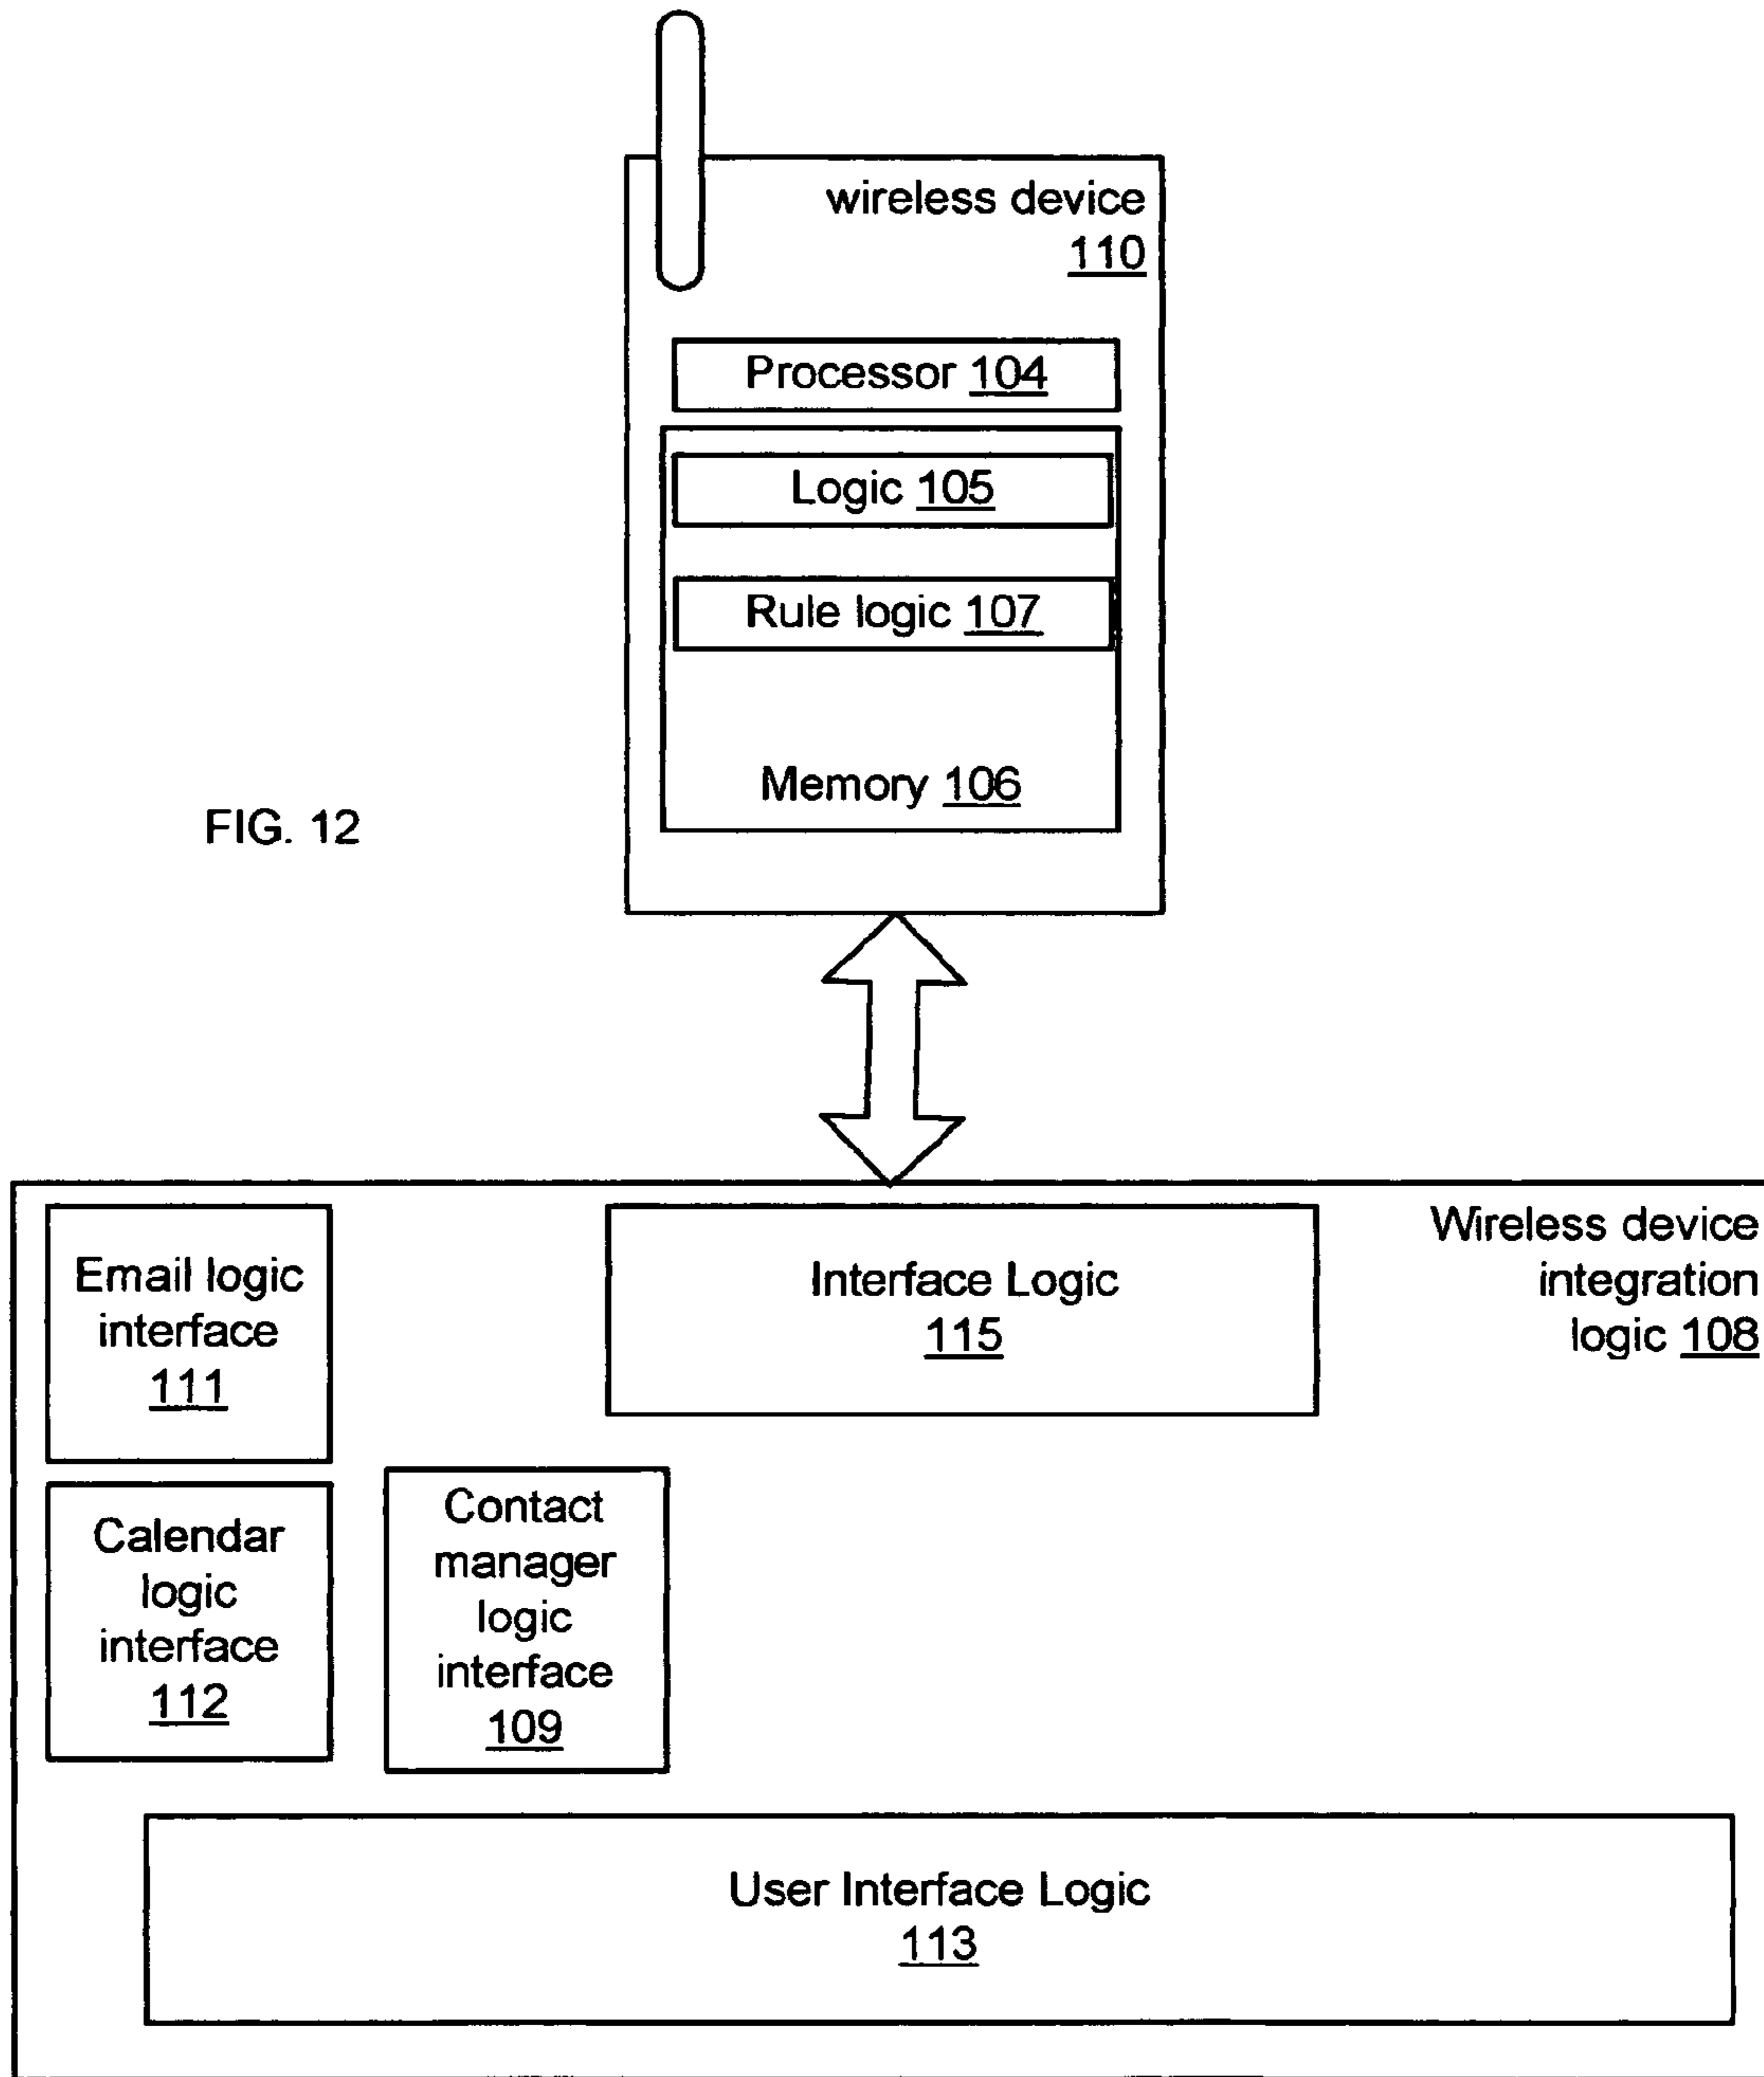 wireless device
110
Processor 104
Logic 105
Rule logic 107
Memory 106
FIG. 12
Email logic
interface
111
Interface Logic
115
Wireless device
integration
logic 108
Calendar
logic
interface
112
Contact
manager
logic
interface
109
User Interface Logic
113